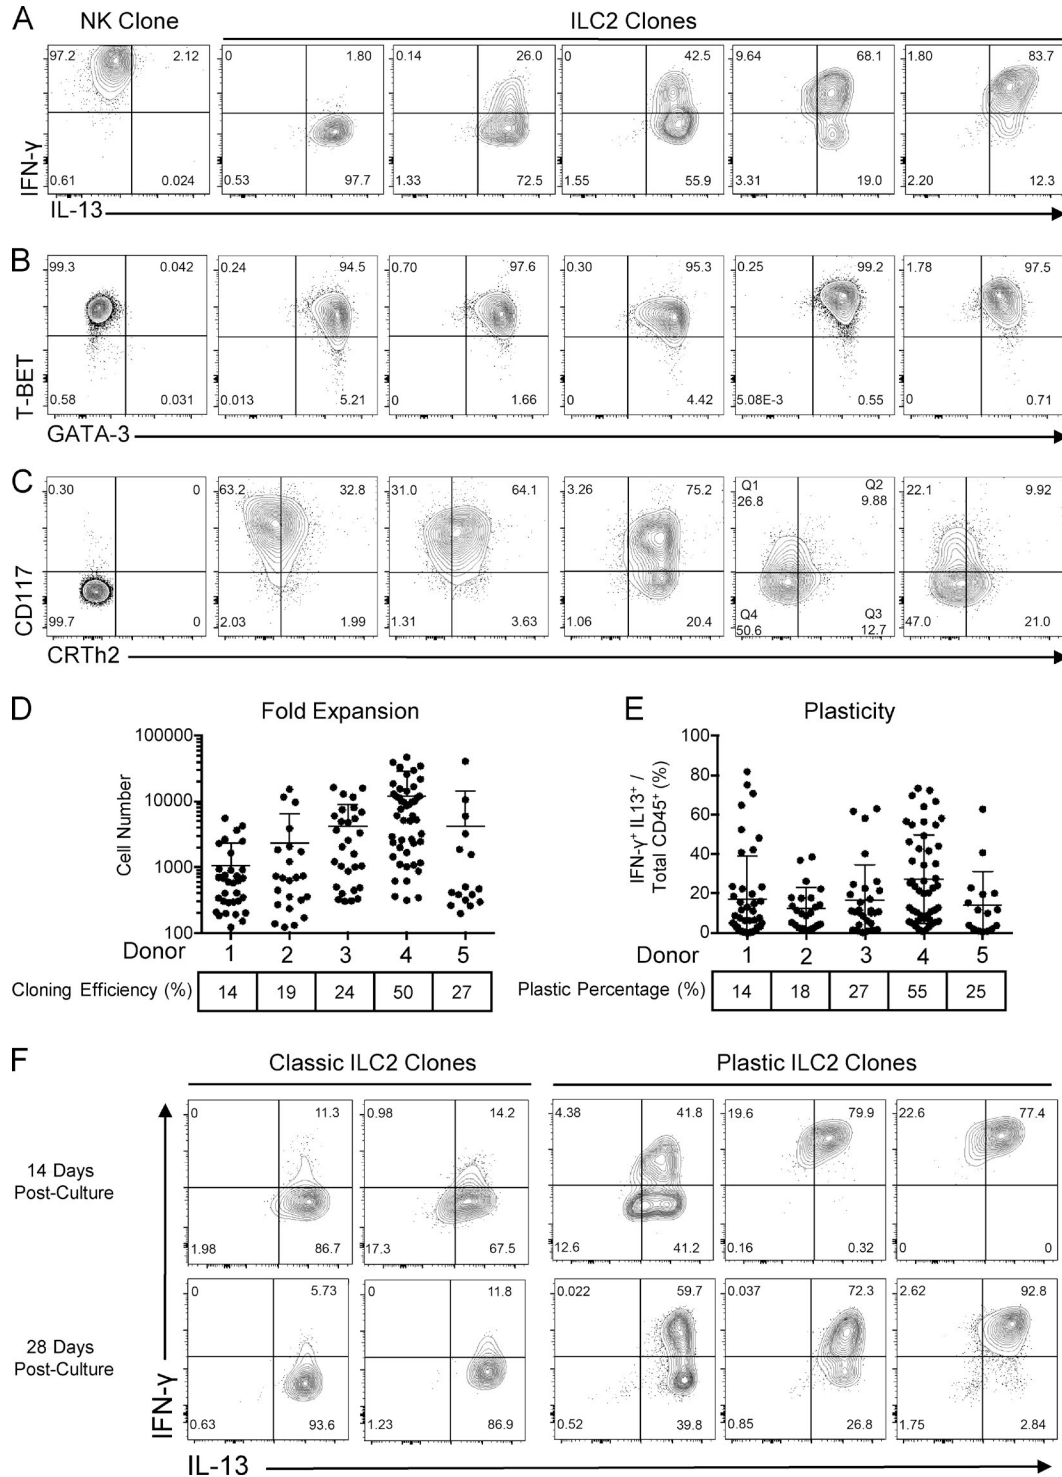 A
NK Clone
ILC2 Clones
97.2 2.12 0 1.80 0.14 26.0 0 42.5 9.64 68.1 1.80 83.7
IFN-γ
0.61 0.024 0.53 97.7 1.33 72.5 1.55 55.9 3.31 19.0 2.20 12.3
IL-13
B
99.3 0.042 0.24 94.5 0.70 97.6 0.30 95.3 0.25 99.2 1.78 97.5
T-BET
0.58 0.031 0.013 5.21 0 1.66 0 4.42 5.08E-3 0.55 0 0.71
GATA-3
C
0.30 0 63.2 32.8 31.0 64.1 3.26 75.2 Q1 26.8 Q2 9.88 22.1 9.92
CD117
99.7 0 2.03 1.99 1.31 3.63 1.06 20.4 Q4 50.6 Q3 12.7 47.0 21.0
CRTh2
D
Fold Expansion
Cell Number
100000
10000
1000
100
Donor 1 2 3 4 5
Cloning Efficiency (%) 14 19 24 50 27
E
Plasticity
IFN-γ+ IL13+ /
Total CD45+ (%)
100
80
60
40
20
0
Donor 1 2 3 4 5
Plastic Percentage (%) 14 18 27 55 25
F
Classic ILC2 Clones
Plastic ILC2 Clones
14 Days
Post-Culture
0 11.3 0.98 14.2 4.38 41.8 19.6 79.9 22.6 77.4
1.98 86.7 17.3 67.5 12.6 41.2 0.16 0.32 0 0
28 Days
Post-Culture
0 5.73 0 11.8 0.022 59.7 0.037 72.3 2.62 92.8
0.63 93.6 1.23 86.9 0.52 39.8 0.85 26.8 1.75 2.84
IFN-γ
IL-13